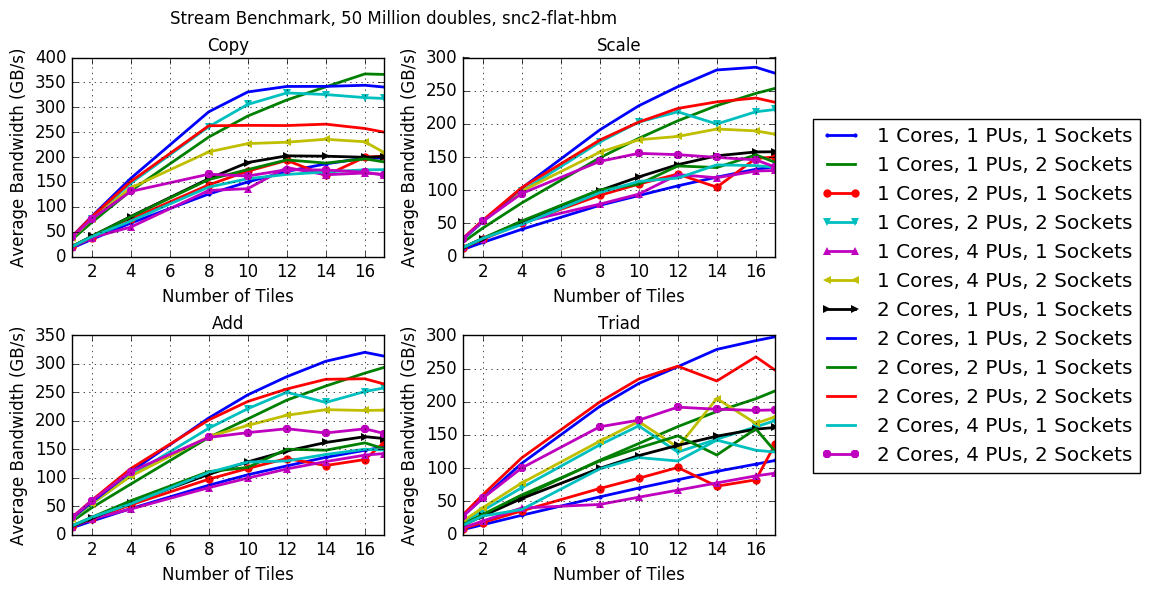 Stream Benchmark, 50 Million doubles, snc2-flat-hbm
Copy
Average Bandwidth (GB/s)
400
350
300
250
200
150
100
50
0
2 4 6 8 10 12 14 16
Number of Tiles
Scale
Average Bandwidth (GB/s)
300
250
200
150
100
50
0
2 4 6 8 10 12 14 16
Number of Tiles
Add
Average Bandwidth (GB/s)
350
300
250
200
150
100
50
0
2 4 6 8 10 12 14 16
Number of Tiles
Triad
Average Bandwidth (GB/s)
300
250
200
150
100
50
0
2 4 6 8 10 12 14 16
Number of Tiles
1 Cores, 1 PUs, 1 Sockets
1 Cores, 1 PUs, 2 Sockets
1 Cores, 2 PUs, 1 Sockets
1 Cores, 2 PUs, 2 Sockets
1 Cores, 4 PUs, 1 Sockets
1 Cores, 4 PUs, 2 Sockets
2 Cores, 1 PUs, 1 Sockets
2 Cores, 1 PUs, 2 Sockets
2 Cores, 2 PUs, 1 Sockets
2 Cores, 2 PUs, 2 Sockets
2 Cores, 4 PUs, 1 Sockets
2 Cores, 4 PUs, 2 Sockets